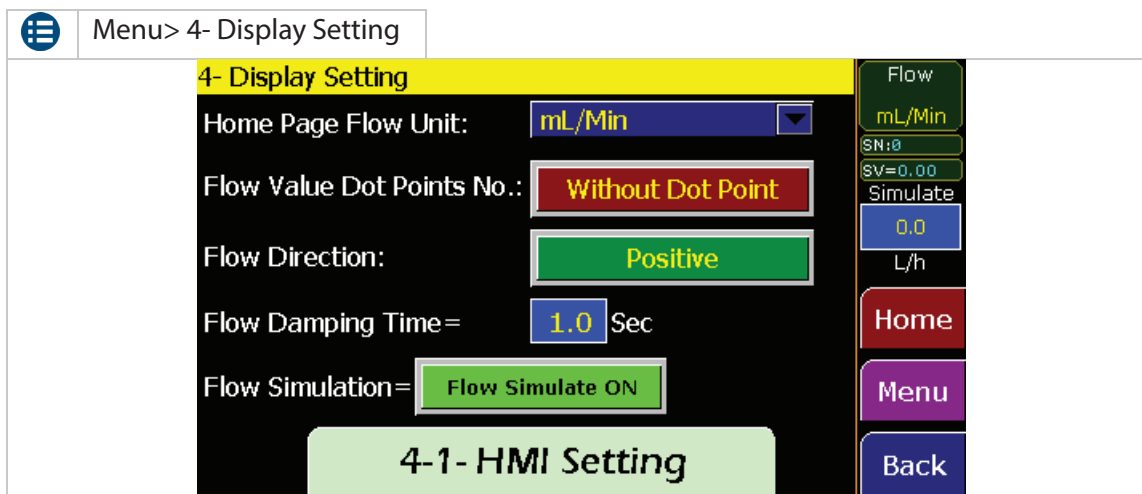 Menu> 4- Display Setting
4- Display Setting
Home Page Flow Unit: mL/Min
Flow Value Dot Points No.: Without Dot Point
Flow Direction: Positive
Flow Damping Time= 1.0 Sec
Flow Simulation= Flow Simulate ON
4-1- HMI Setting
Flow
mL/Min
SN:0
SV=0.00
Simulate
0.0
L/h
Home
Menu
Back